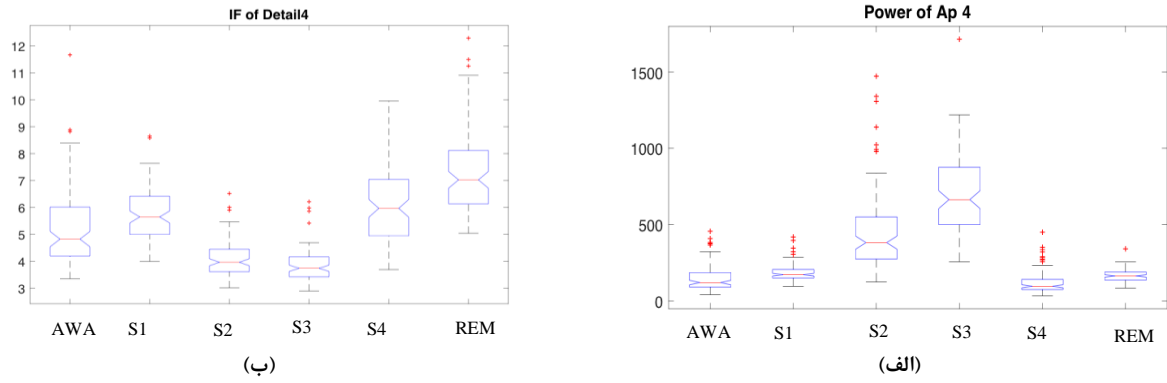 IF of Detail4
12
11
10
9
8
7
6
5
4
3
AWA S1 S2 S3 S4 REM
(ب)
Power of Ap 4
1500
1000
500
0
AWA S1 S2 S3 S4 REM
(الف)